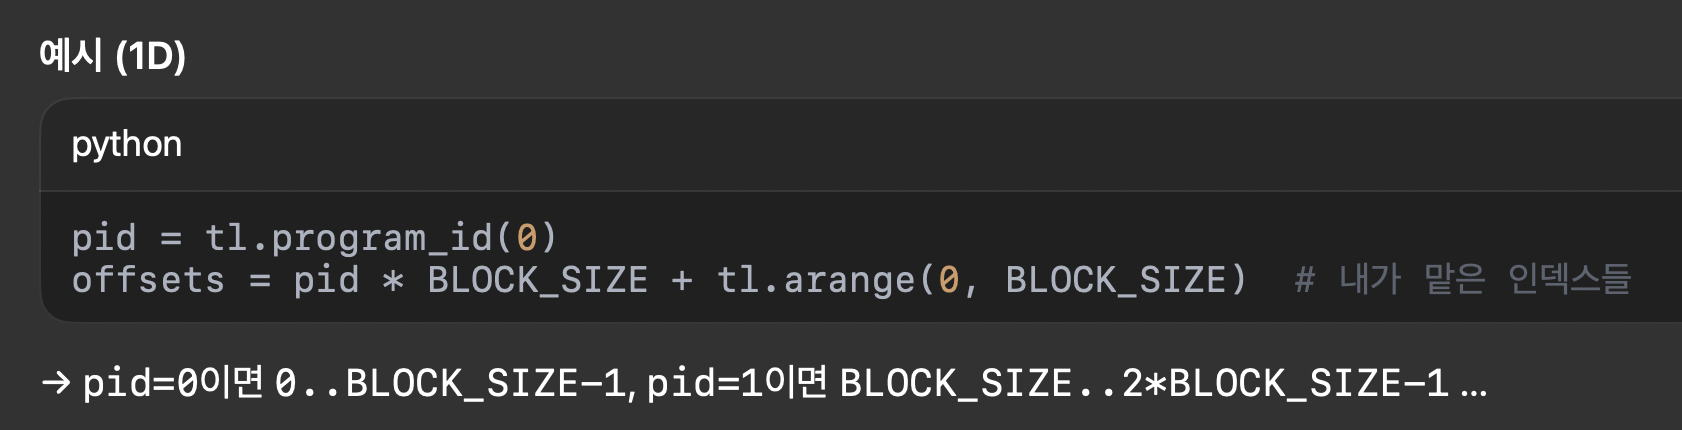 예시 (1D)
python
pid = tl.program_id(0)
offsets = pid * BLOCK_SIZE + tl.arange(0, BLOCK_SIZE)  # 내가 맡은 인덱스들
→ pid=0이면 0..BLOCK_SIZE-1, pid=1이면 BLOCK_SIZE..2*BLOCK_SIZE-1 ...